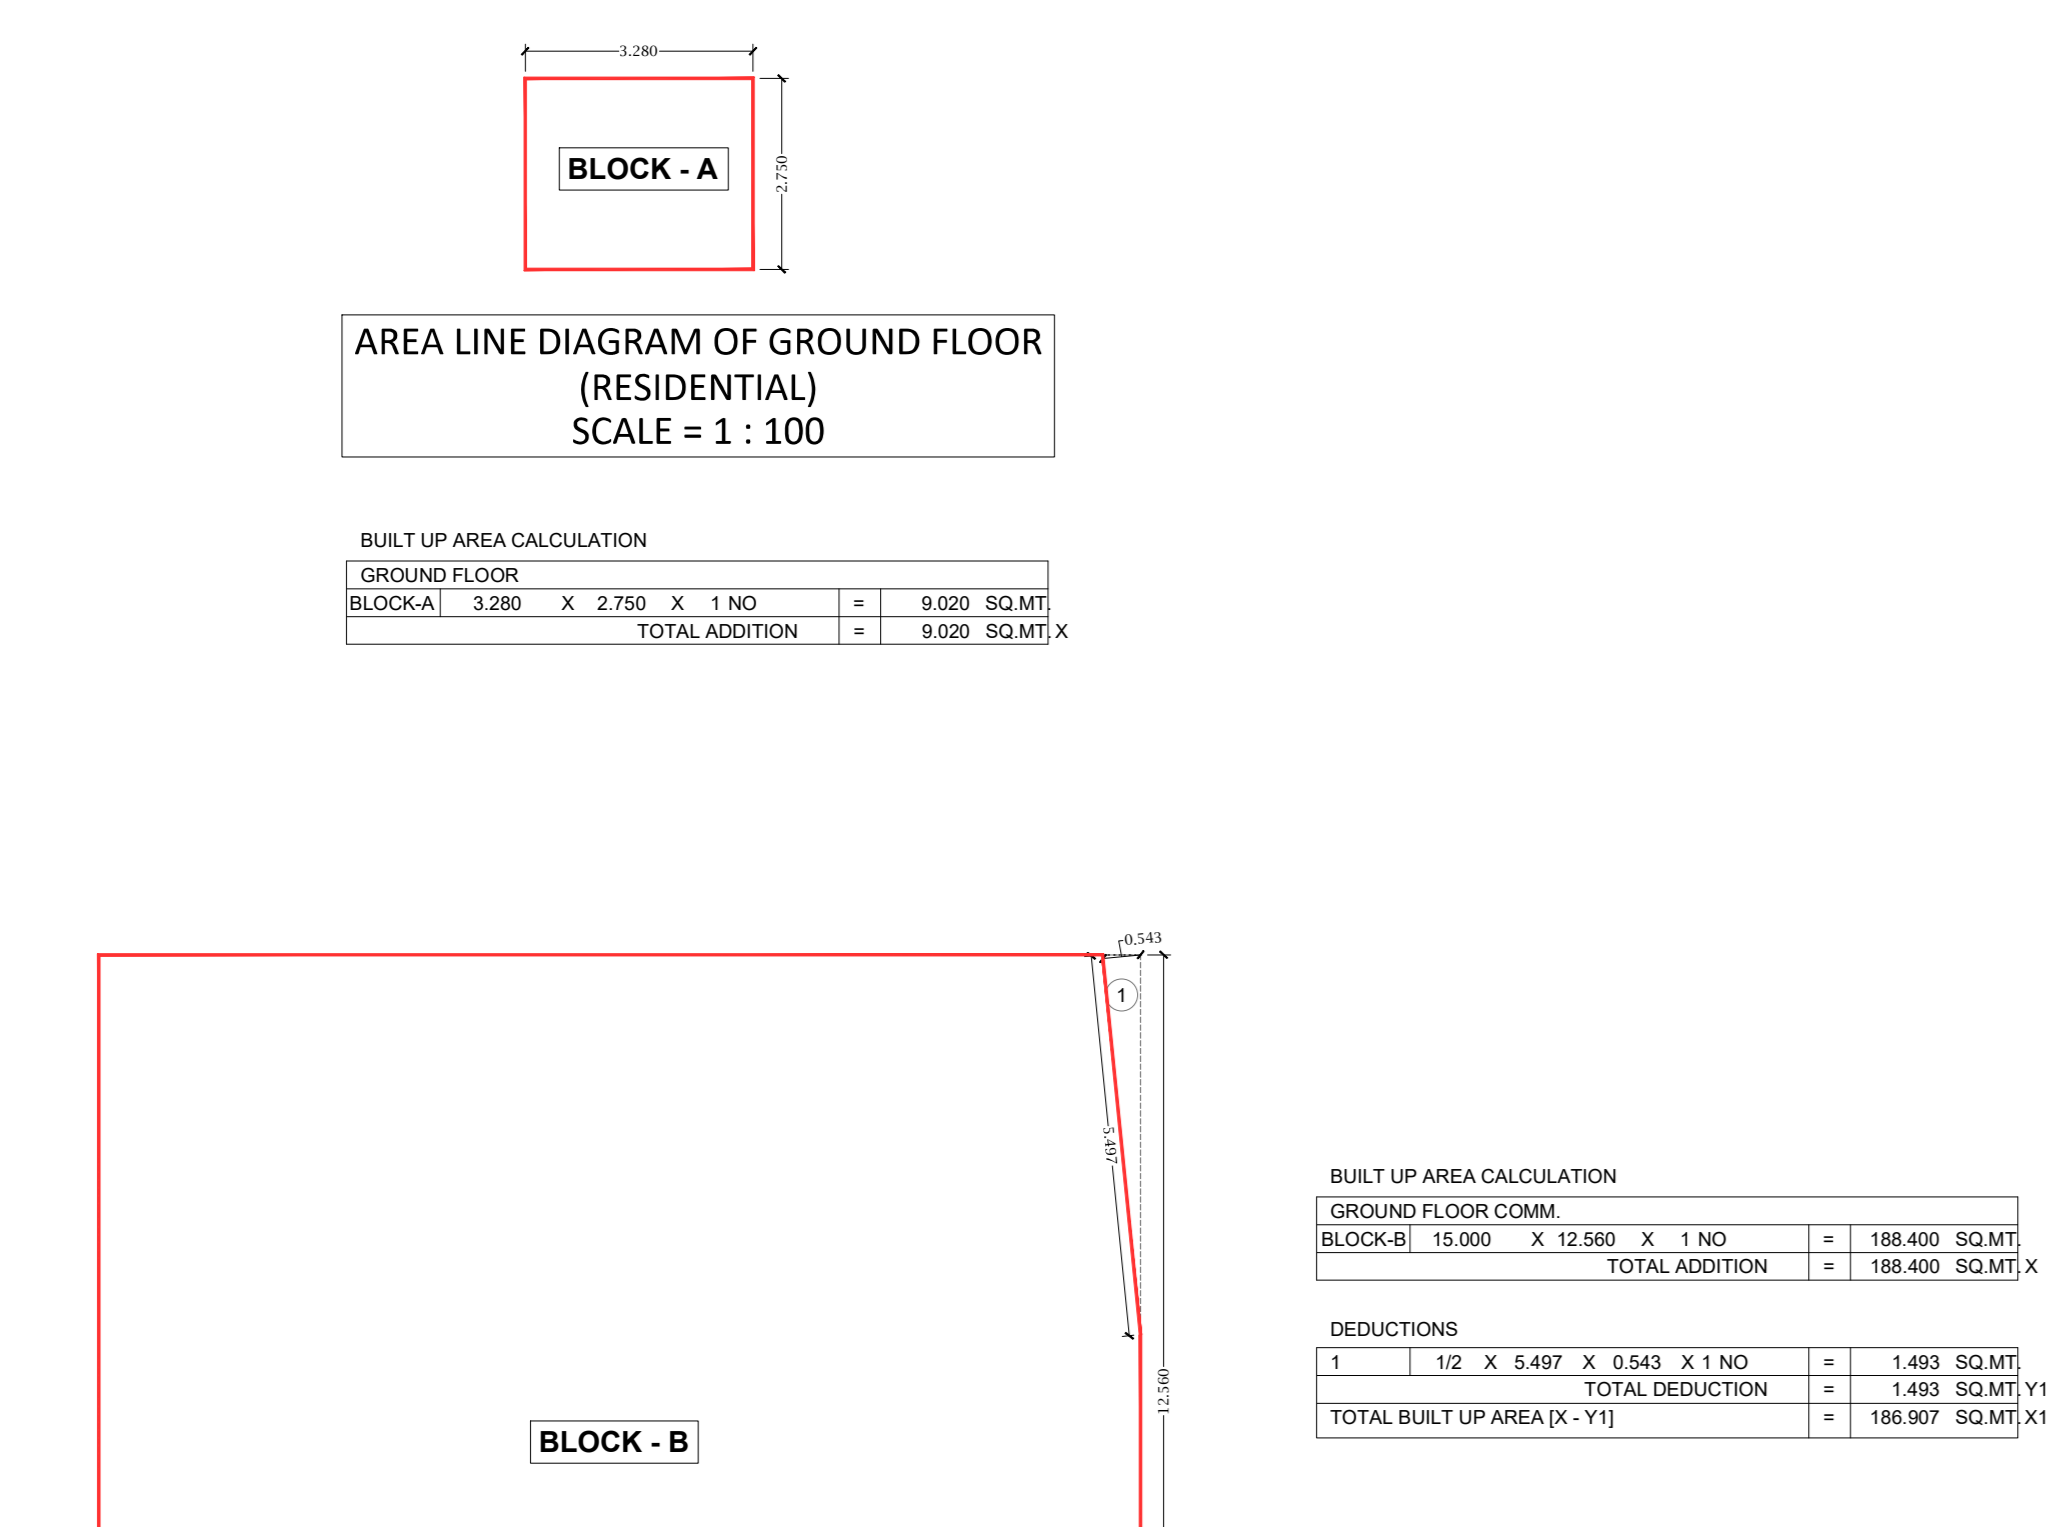 3.280
BLOCK - A
2.750
AREA LINE DIAGRAM OF GROUND FLOOR
(RESIDENTIAL)
SCALE = 1 : 100
BUILT UP AREA CALCULATION
GROUND FLOOR
BLOCK-A 3.280 X 2.750 X 1 NO = 9.020 SQ.MT.
TOTAL ADDITION = 9.020 SQ.MT. X
0.543
1
5.497
12.560
BLOCK - B
BUILT UP AREA CALCULATION
GROUND FLOOR COMM.
BLOCK-B 15.000 X 12.560 X 1 NO = 188.400 SQ.MT.
TOTAL ADDITION = 188.400 SQ.MT. X
DEDUCTIONS
1 1/2 X 5.497 X 0.543 X 1 NO = 1.493 SQ.MT.
TOTAL DEDUCTION = 1.493 SQ.MT. Y1
TOTAL BUILT UP AREA [X - Y1] = 186.907 SQ.MT. X1